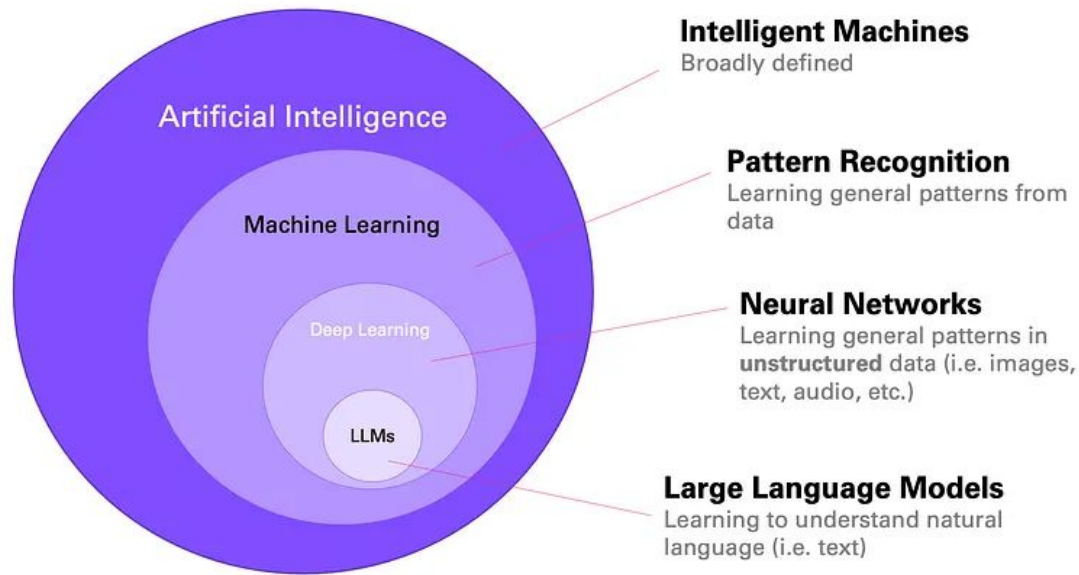 Artificial Intelligence
Machine Learning
Deep Learning
LLMs
Intelligent Machines
Broadly defined
Pattern Recognition
Learning general patterns from
data
Neural Networks
Learning general patterns in
unstructured data (i.e. images,
text, audio, etc.)
Large Language Models
Learning to understand natural
language (i.e. text)